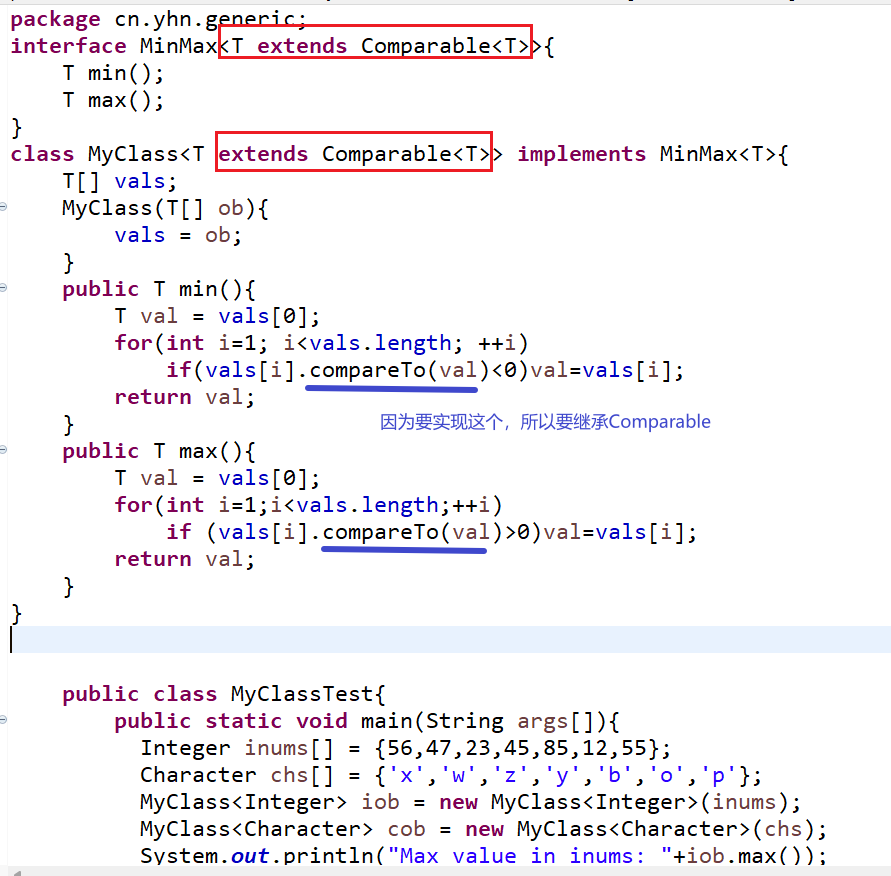 package cn.yhn.generic;
interface MinMax<T extends Comparable<T>>{
    T min();
    T max();
}
class MyClass<T extends Comparable<T>> implements MinMax<T>{
    T[] vals;
    MyClass(T[] ob){
        vals = ob;
    }
    public T min(){
        T val = vals[0];
        for(int i=1; i<vals.length; ++i)
            if(vals[i].compareTo(val)<0)val=vals[i];
        return val;
因为要实现这个，所以要继承Comparable
    }
    public T max(){
        T val = vals[0];
        for(int i=1;i<vals.length;++i)
            if (vals[i].compareTo(val)>0)val=vals[i];
        return val;
    }
}
    public class MyClassTest{
        public static void main(String args[]){
          Integer inums[] = {56,47,23,45,85,12,55};
          Character chs[] = {'x','w','z','y','b','o','p'};
          MyClass<Integer> iob = new MyClass<Integer>(inums);
          MyClass<Character> cob = new MyClass<Character>(chs);
          System.out.println("Max value in inums: "+iob.max());